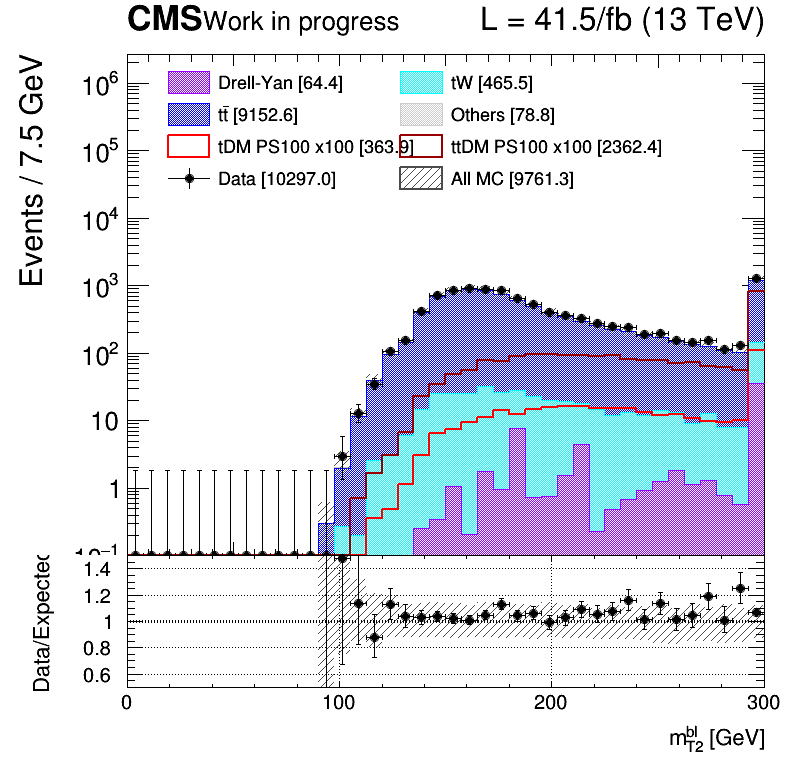 CMS Work in progress L = 41.5/fb (13 TeV)
Events / 7.5 GeV
10⁶
10⁵
10⁴
10³
10²
10
1
10⁻¹
Drell-Yan [64.4] tW [465.5]
tt̄ [9152.6] Others [78.8]
tDM PS100 x100 [363.9] ttDM PS100 x100 [2362.4]
Data [10297.0] All MC [9761.3]
Data/Expected
1.4
1.2
1
0.8
0.6
0 100 200 300
m_{T2}^{bl} [GeV]